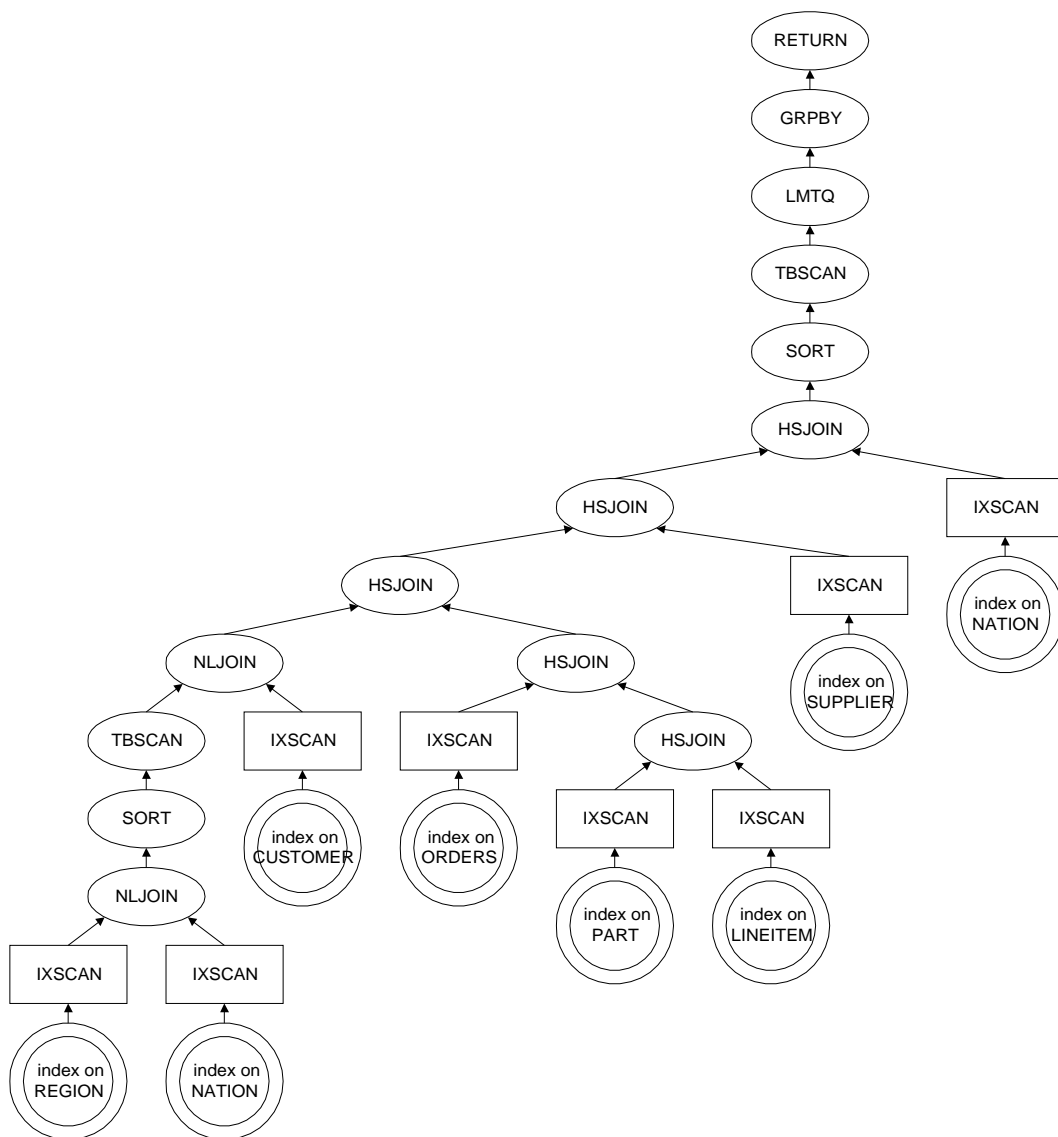 RETURN
GRPBY
LMTQ
TBSCAN
SORT
HSJOIN
HSJOIN
IXSCAN
HSJOIN
IXSCAN
index on
NATION
NLJOIN
HSJOIN
index on
SUPPLIER
TBSCAN
IXSCAN
IXSCAN
HSJOIN
SORT
index on
CUSTOMER
index on
ORDERS
IXSCAN
IXSCAN
NLJOIN
index on
PART
index on
LINEITEM
IXSCAN
IXSCAN
index on
REGION
index on
NATION